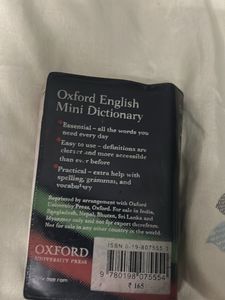 Oxford English
Mini Dictionary
Essential – all the words you
need every day
Easy to use – definitions are
clearer and more accessible
than ever before
Practical – extra help with
spelling, grammar, and
vocabulary
Reprinted by arrangement with Oxford
University Press, Oxford. For sale in India,
Bangladesh, Nepal, Bhutan, Sri Lanka and
Myanmar only and not for export therefrom.
Not for sale in any other country in the world.
OXFORD
UNIVERSITY PRESS
ISBN 0-19-807555
9 780198 075554
₹ 165